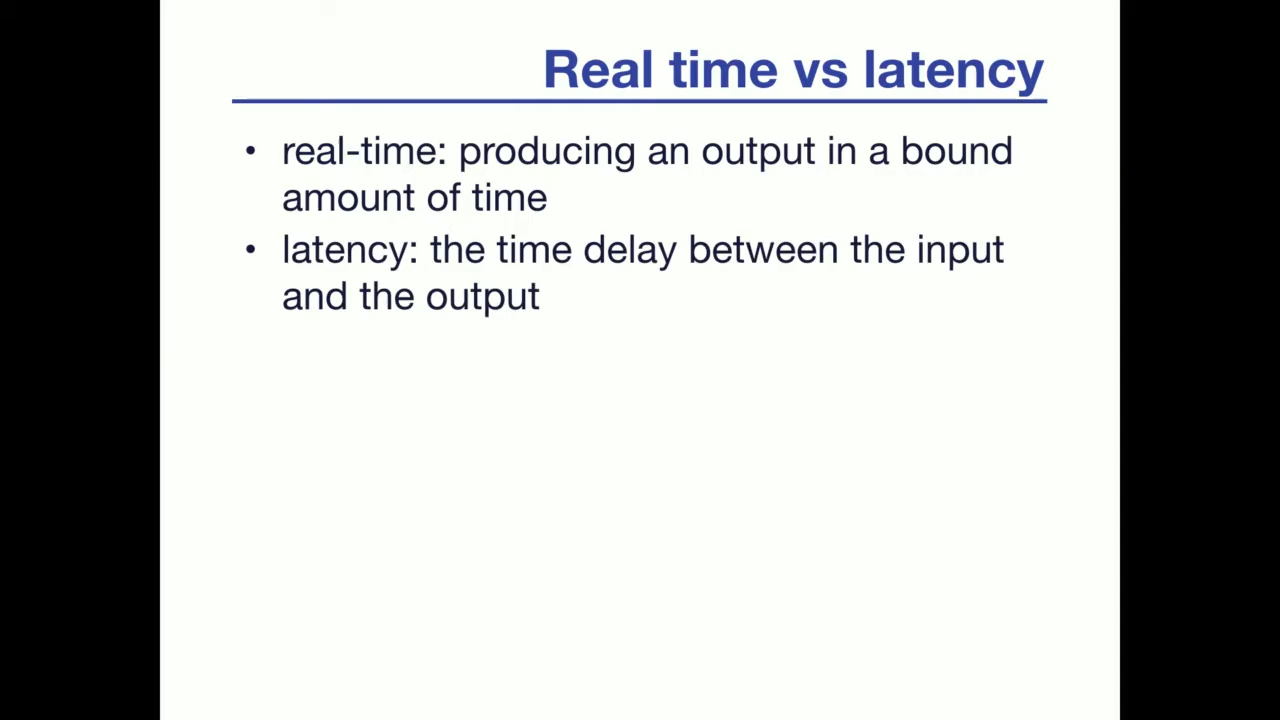 Real time vs latency
• real-time: producing an output in a bound
amount of time
• latency: the time delay between the input
and the output